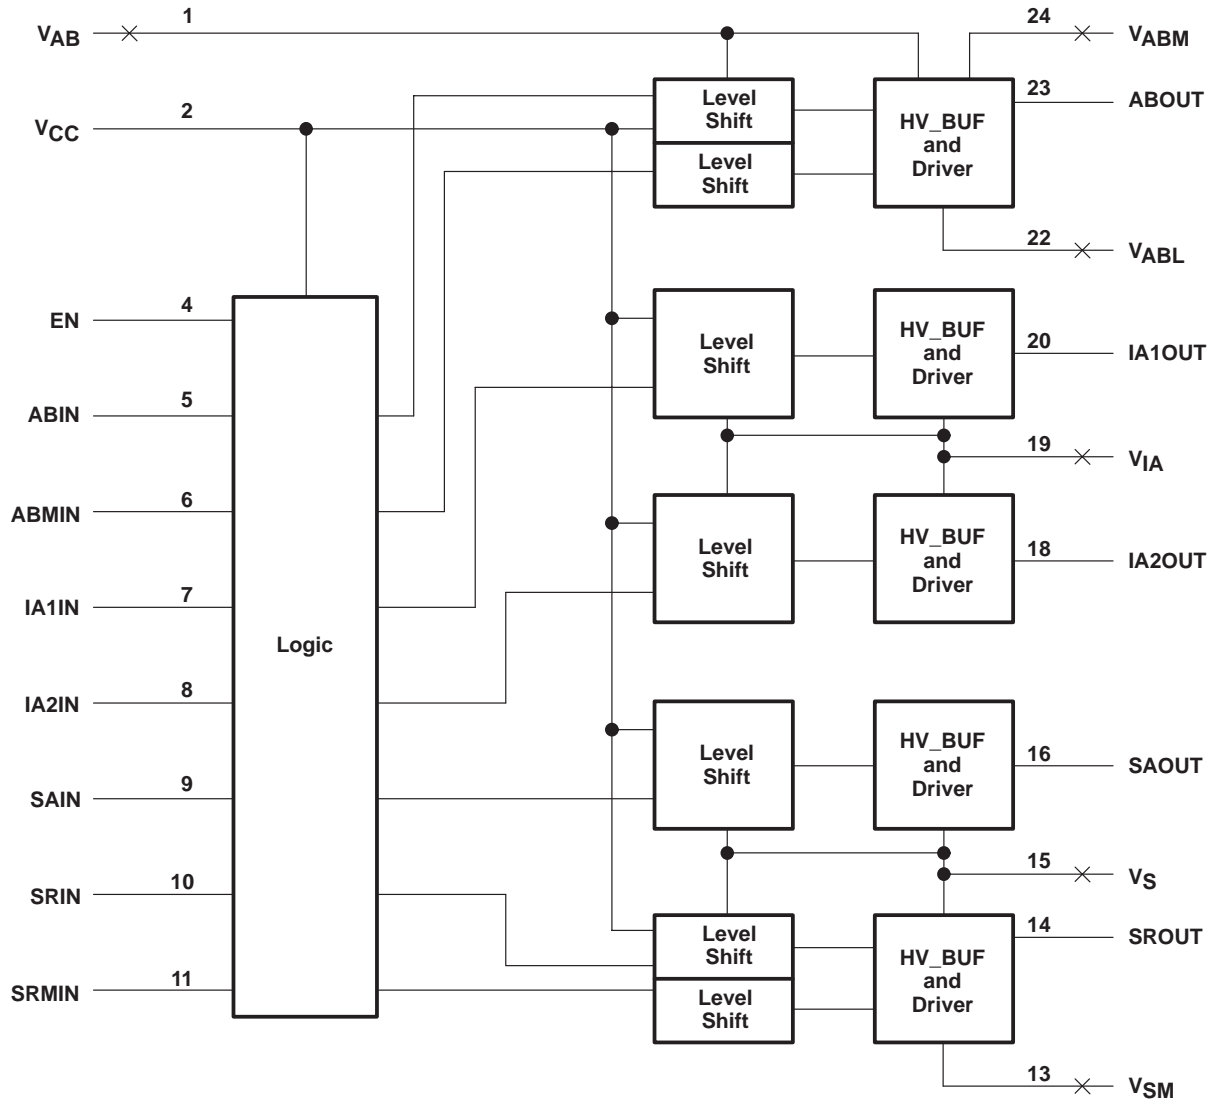 1
VAB
24
VABM
2
VCC
Level
Shift
Level
Shift
HV_BUF
and
Driver
23
ABOUT
22
VABL
4
EN
5
ABIN
6
ABMIN
7
IA1IN
8
IA2IN
9
SAIN
10
SRIN
11
SRMIN
Logic
Level
Shift
HV_BUF
and
Driver
20
IA1OUT
19
VIA
Level
Shift
HV_BUF
and
Driver
18
IA2OUT
Level
Shift
HV_BUF
and
Driver
16
SAOUT
15
VS
Level
Shift
Level
Shift
HV_BUF
and
Driver
14
SROUT
13
VSM